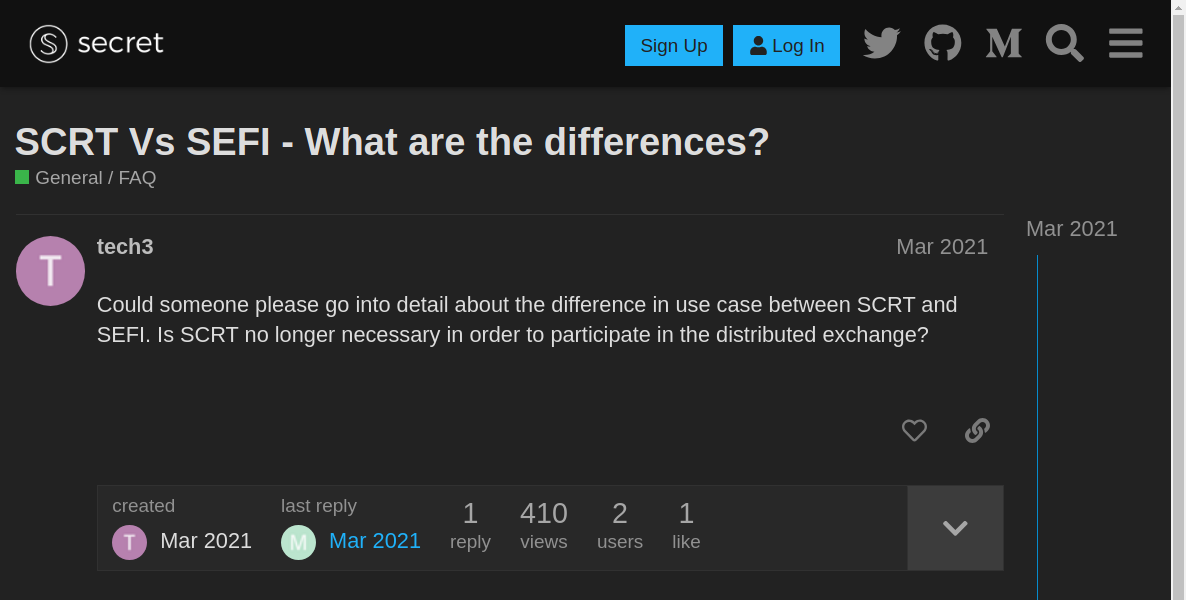 secret
Sign Up
Log In
SCRT Vs SEFI - What are the differences?
General / FAQ
Mar 2021
T
tech3
Mar 2021
Could someone please go into detail about the difference in use case between SCRT and
SEFI. Is SCRT no longer necessary in order to participate in the distributed exchange?
created
T
Mar 2021
last reply
M
Mar 2021
1
reply
410
views
2
users
1
like